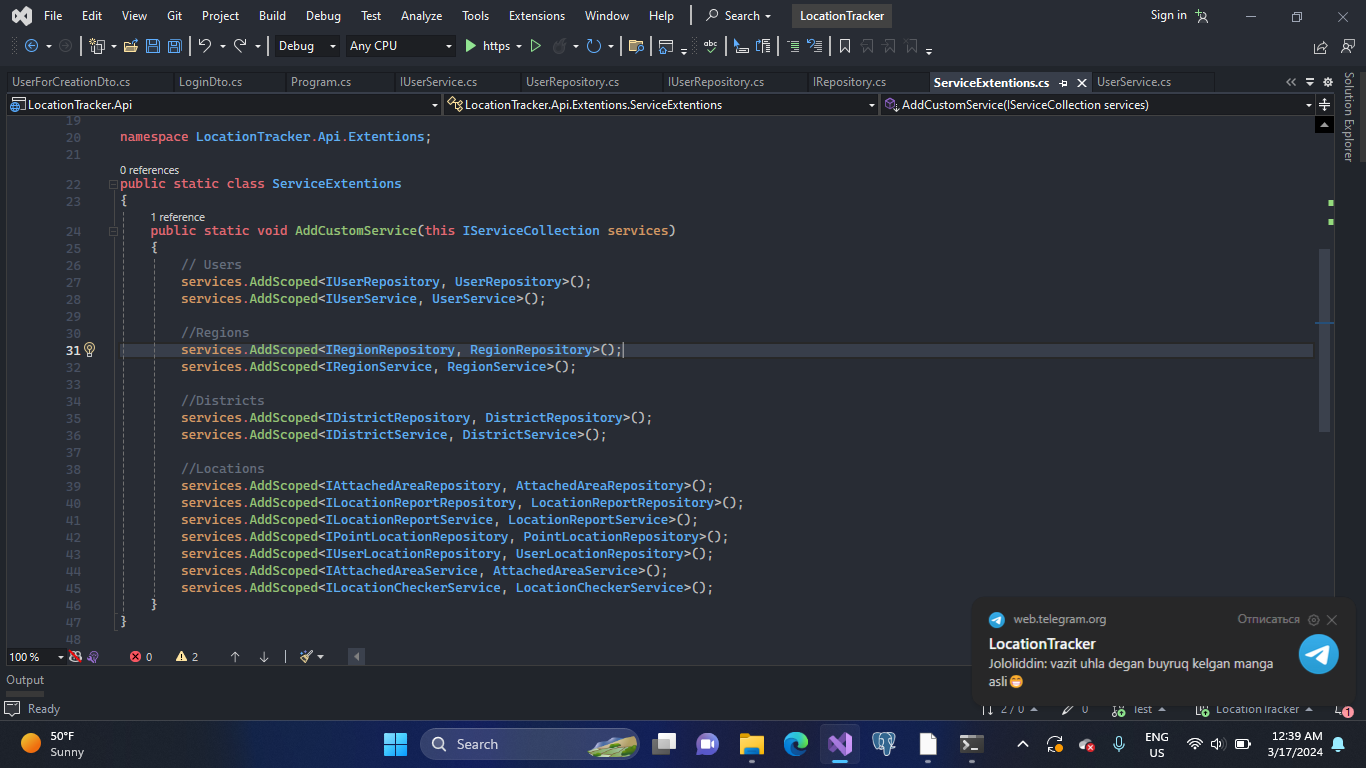 File Edit View Git Project Build Debug Test Analyze Tools Extensions Window Help Search LocationTracker Sign in
Debug Any CPU https
UserForCreationDto.cs LoginDto.cs Program.cs IUserService.cs UserRepository.cs IUserRepository.cs IRepository.cs ServiceExtentions.cs UserService.cs
LocationTracker.Api LocationTracker.Api.Extentions.ServiceExtentions AddCustomService(IServiceCollection services)
Solution Explorer
19
20 namespace LocationTracker.Api.Extentions;
21
0 references
22 public static class ServiceExtentions
23 {
1 reference
24 public static void AddCustomService(this IServiceCollection services)
25 {
26 // Users
27 services.AddScoped<IUserRepository, UserRepository>();
28 services.AddScoped<IUserService, UserService>();
29
30 //Regions
31 services.AddScoped<IRegionRepository, RegionRepository>();
32 services.AddScoped<IRegionService, RegionService>();
33
34 //Districts
35 services.AddScoped<IDistrictRepository, DistrictRepository>();
36 services.AddScoped<IDistrictService, DistrictService>();
37
38 //Locations
39 services.AddScoped<IAttachedAreaRepository, AttachedAreaRepository>();
40 services.AddScoped<ILocationReportRepository, LocationReportRepository>();
41 services.AddScoped<ILocationReportService, LocationReportService>();
42 services.AddScoped<IPointLocationRepository, PointLocationRepository>();
43 services.AddScoped<IUserLocationRepository, UserLocationRepository>();
44 services.AddScoped<IAttachedAreaService, AttachedAreaService>();
45 services.AddScoped<ILocationCheckerService, LocationCheckerService>();
46 }
47 }
48
100 % 0 2
web.telegram.org Отписаться
LocationTracker
Jololiddin: vazit uhla degan buyruq kelgan manga
asli😁
Output
Ready 2 / 0 0 Test LocationTracker 1
50°F
Sunny
Search
ENG
US
12:39 AM
3/17/2024